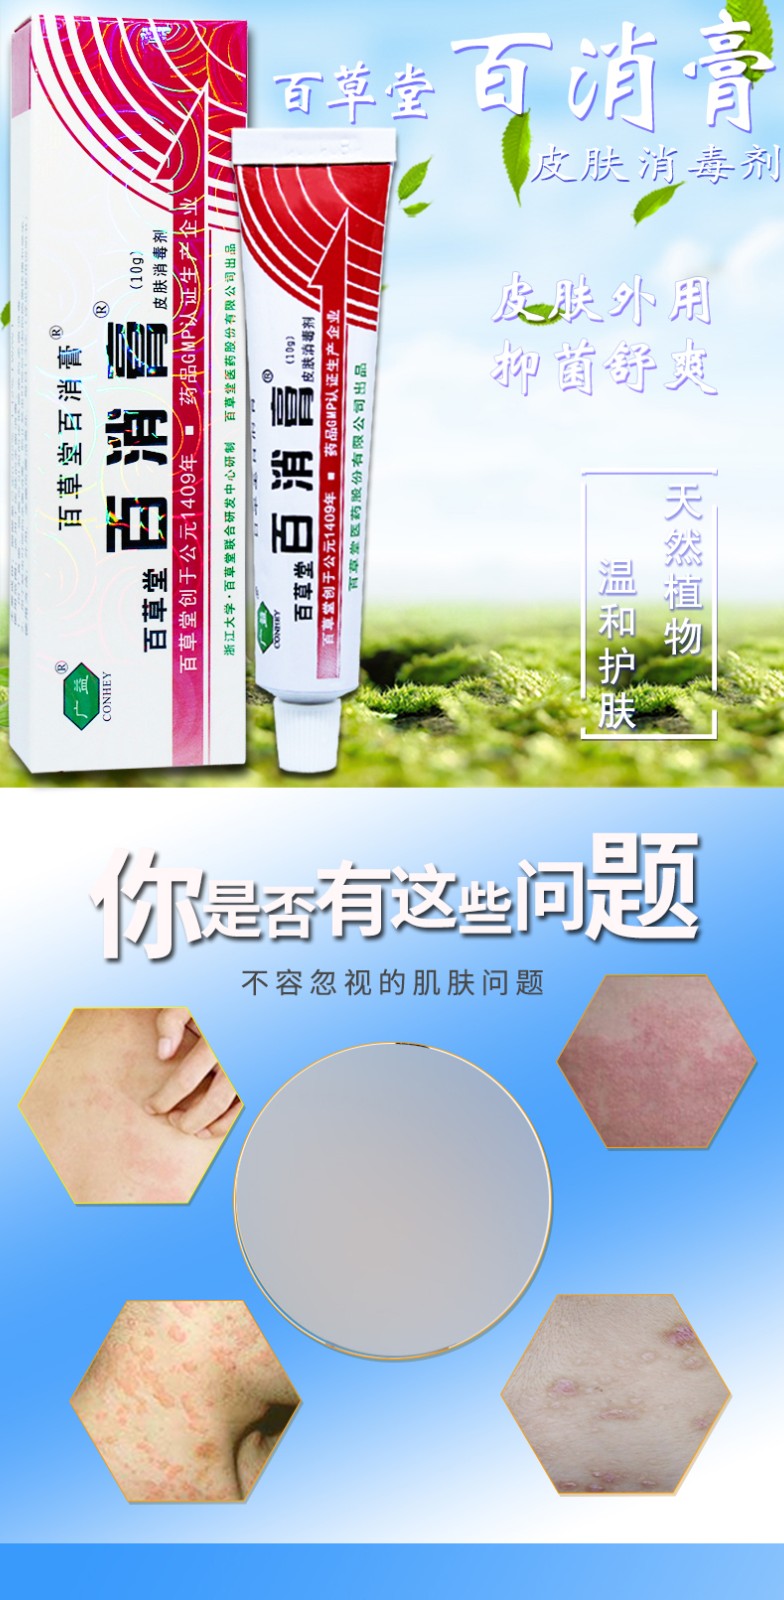 百草堂 百消膏
皮肤消毒剂
皮肤外用
抑菌舒爽
天然植物
温和护肤
百草堂百消膏®
百草堂 百消膏®
(10g)
皮肤消毒剂
百草堂创于公元1409年 ■ 药品GMP认证生产企业
浙江大学·百草堂联合研发中心研制 百草堂医药股份有限公司出品
广益®
CONHEY
百草堂 百消膏®
(10g)
皮肤消毒剂
百草堂创于公元1409年 ■ 药品GMP认证生产企业
百草堂医药股份有限公司出品
广益
CONHEY
你是否有这些问题
不容忽视的肌肤问题